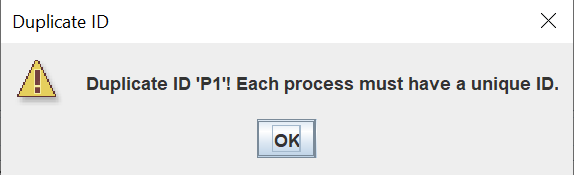 Duplicate ID
Duplicate ID 'P1'! Each process must have a unique ID.
OK